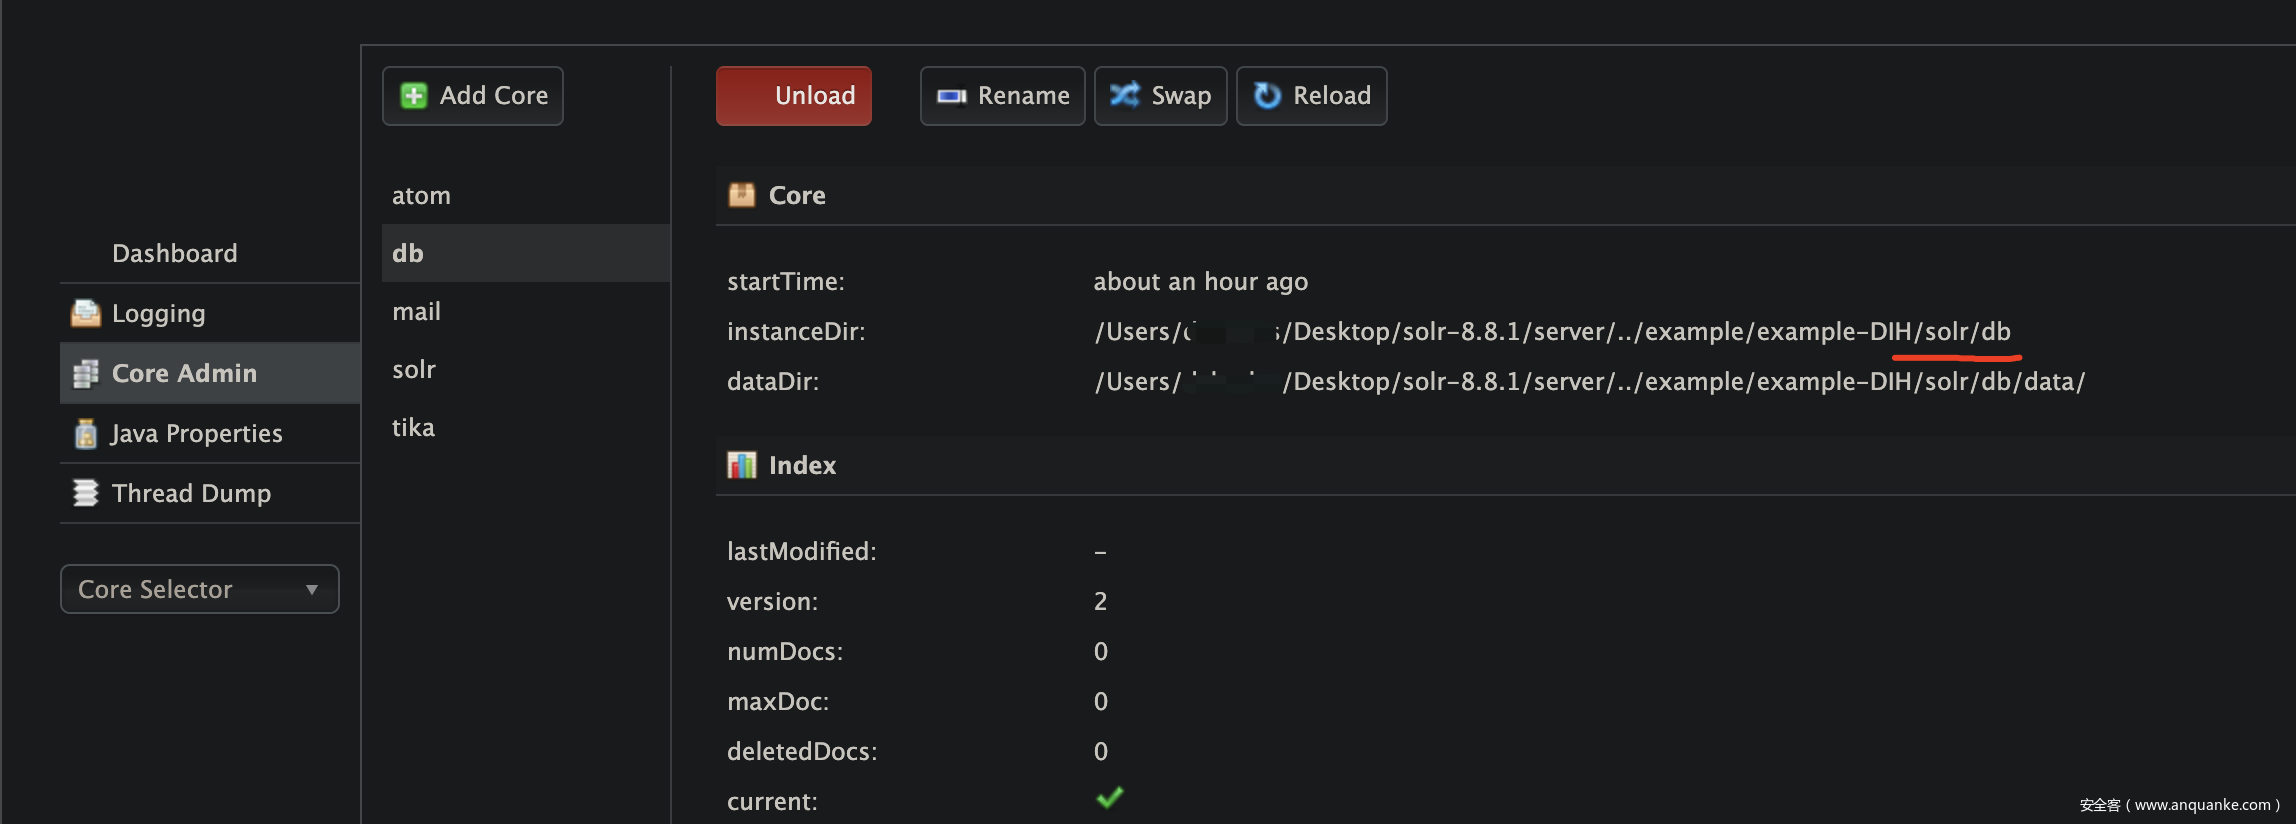 Add Core
Unload
Rename
Swap
Reload
atom
db
mail
solr
tika
Dashboard
Logging
Core Admin
Java Properties
Thread Dump
Core Selector
Core
startTime: about an hour ago
instanceDir: /Users/ /Desktop/solr-8.8.1/server/../example/example-DIH/solr/db
dataDir: /Users/ /Desktop/solr-8.8.1/server/../example/example-DIH/solr/db/data/
Index
lastModified: –
version: 2
numDocs: 0
maxDoc: 0
deletedDocs: 0
current:
安全客 ( www.anquanke.com )